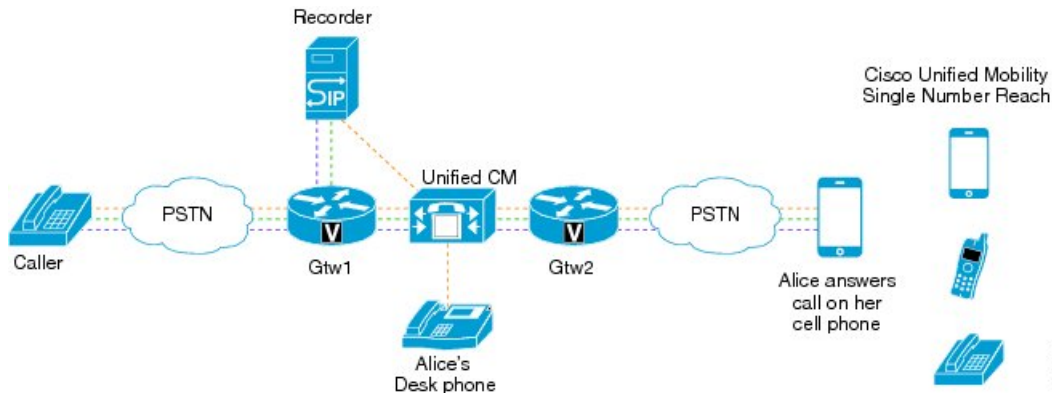 Recorder
SIP
Cisco Unified Mobility
Single Number Reach
Unified CM
PSTN
PSTN
V
V
Caller
Gtw1
Gtw2
Alice answers
call on her
cell phone
Alice's
Desk phone